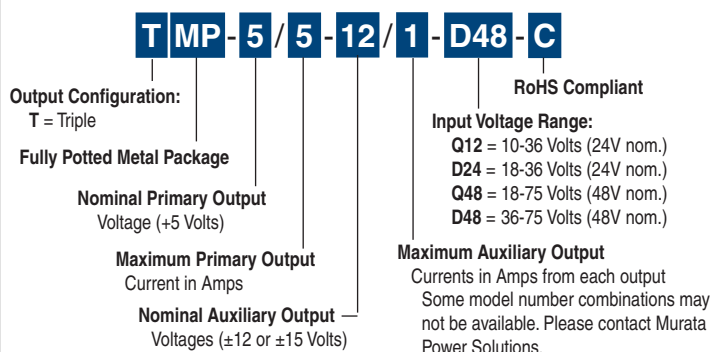 TMP-5/5-12/1-D48-C
Output Configuration:
T = Triple
Fully Potted Metal Package
Nominal Primary Output
Voltage (+5 Volts)
Maximum Primary Output
Current in Amps
Nominal Auxiliary Output
Voltages (±12 or ±15 Volts)
RoHS Compliant
Input Voltage Range:
Q12 = 10-36 Volts (24V nom.)
D24 = 18-36 Volts (24V nom.)
Q48 = 18-75 Volts (48V nom.)
D48 = 36-75 Volts (48V nom.)
Maximum Auxiliary Output
Currents in Amps from each output
Some model number combinations may
not be available. Please contact Murata
Power Solutions.